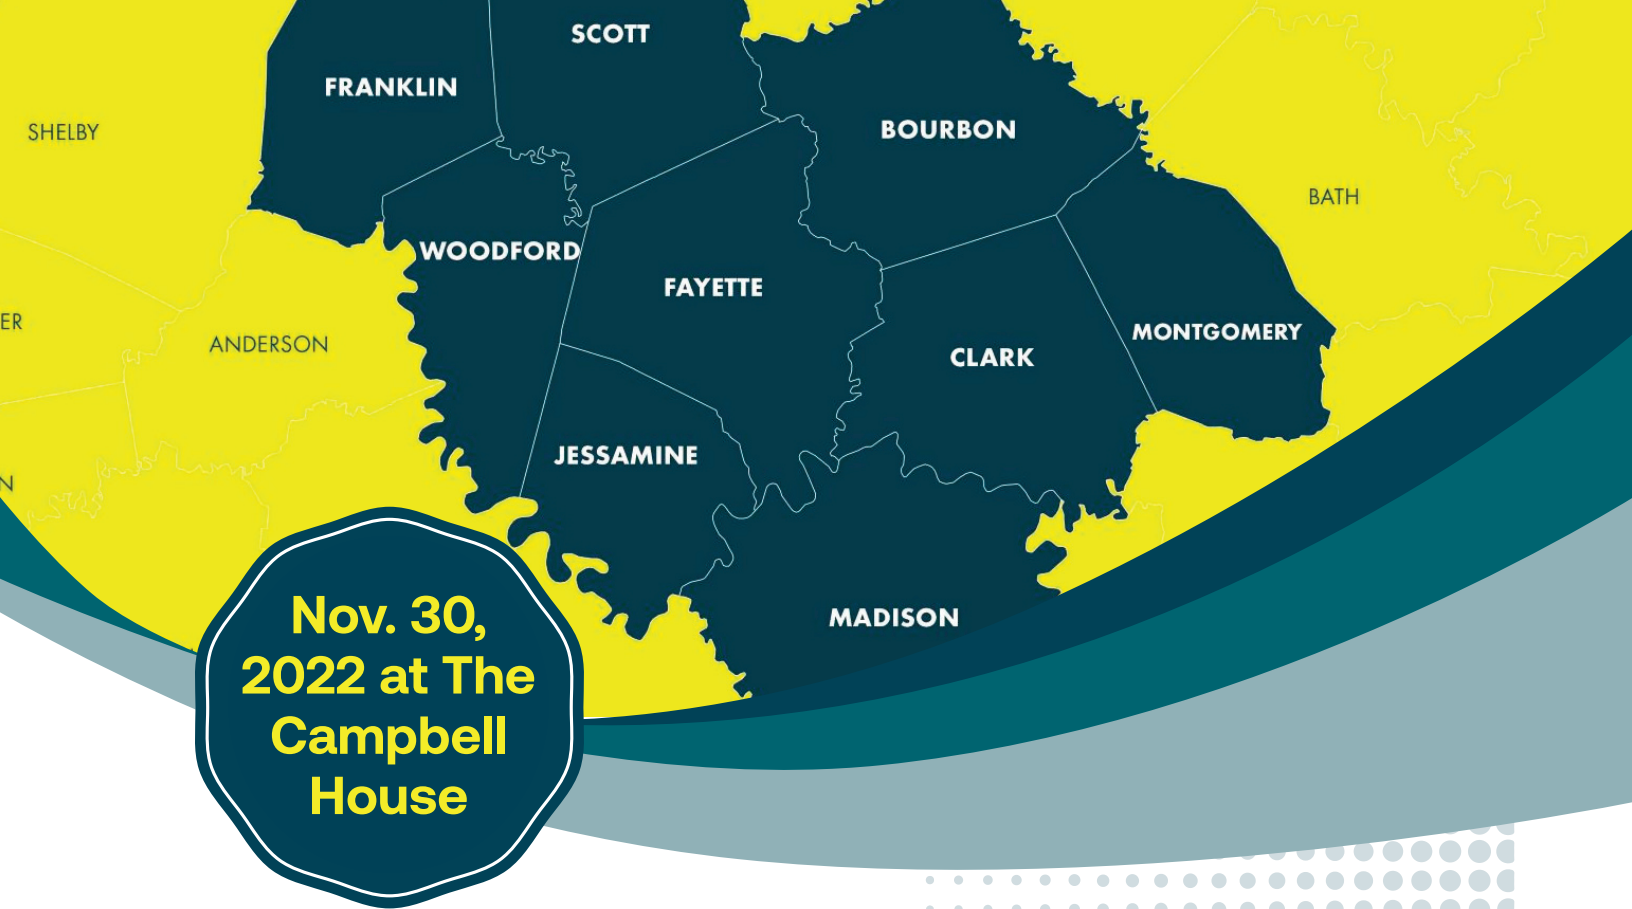 SCOTT
FRANKLIN
BOURBON
SHELBY
BATH
WOODFORD
FAYETTE
ER
MONTGOMERY
ANDERSON
CLARK
JESSAMINE
N
MADISON
Nov. 30,
2022 at The
Campbell
House